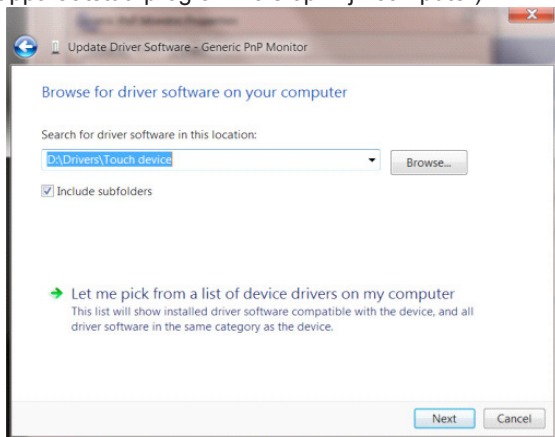 Update Driver Software - Generic PnP Monitor
Browse for driver software on your computer
Search for driver software in this location:
D:\Drivers\Touch device
Browse...
Include subfolders
Let me pick from a list of device drivers on my computer
This list will show installed driver software compatible with the device, and all
driver software in the same category as the device.
Next
Cancel